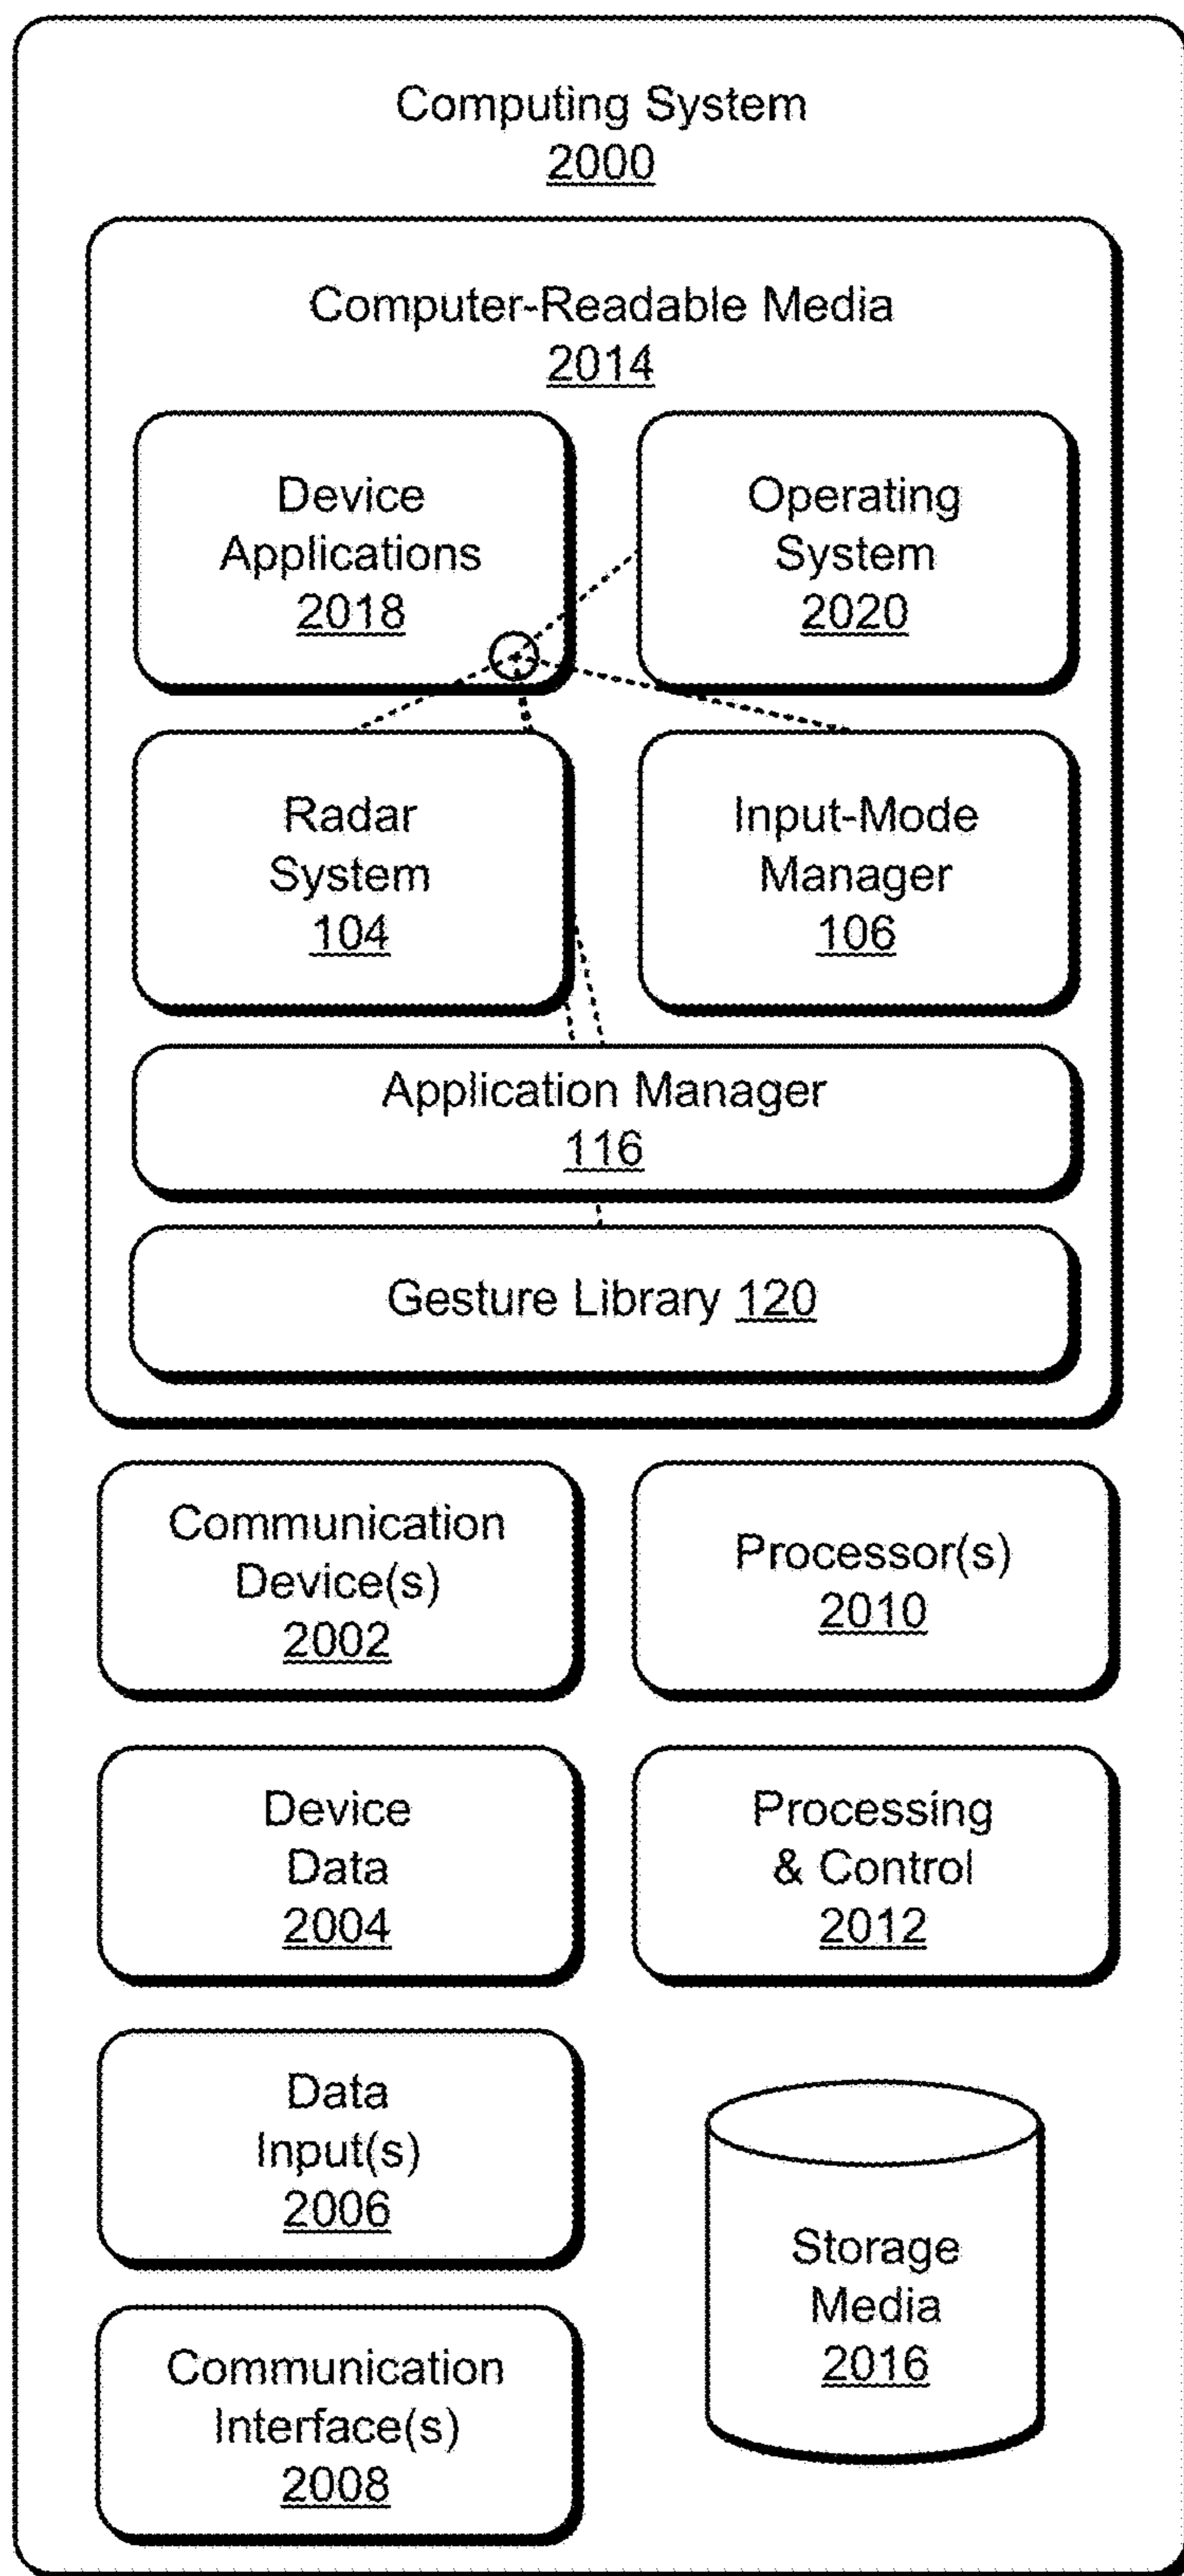 Computing System
2000
Computer-Readable Media
2014
Device
Applications
2018
Operating
System
2020
Radar
System
104
Input-Mode
Manager
106
Application Manager
116
Gesture Library 120
Communication
Device(s)
2002
Processor(s)
2010
Device
Data
2004
Processing
& Control
2012
Data
Input(s)
2006
Storage
Media
2016
Communication
Interface(s)
2008